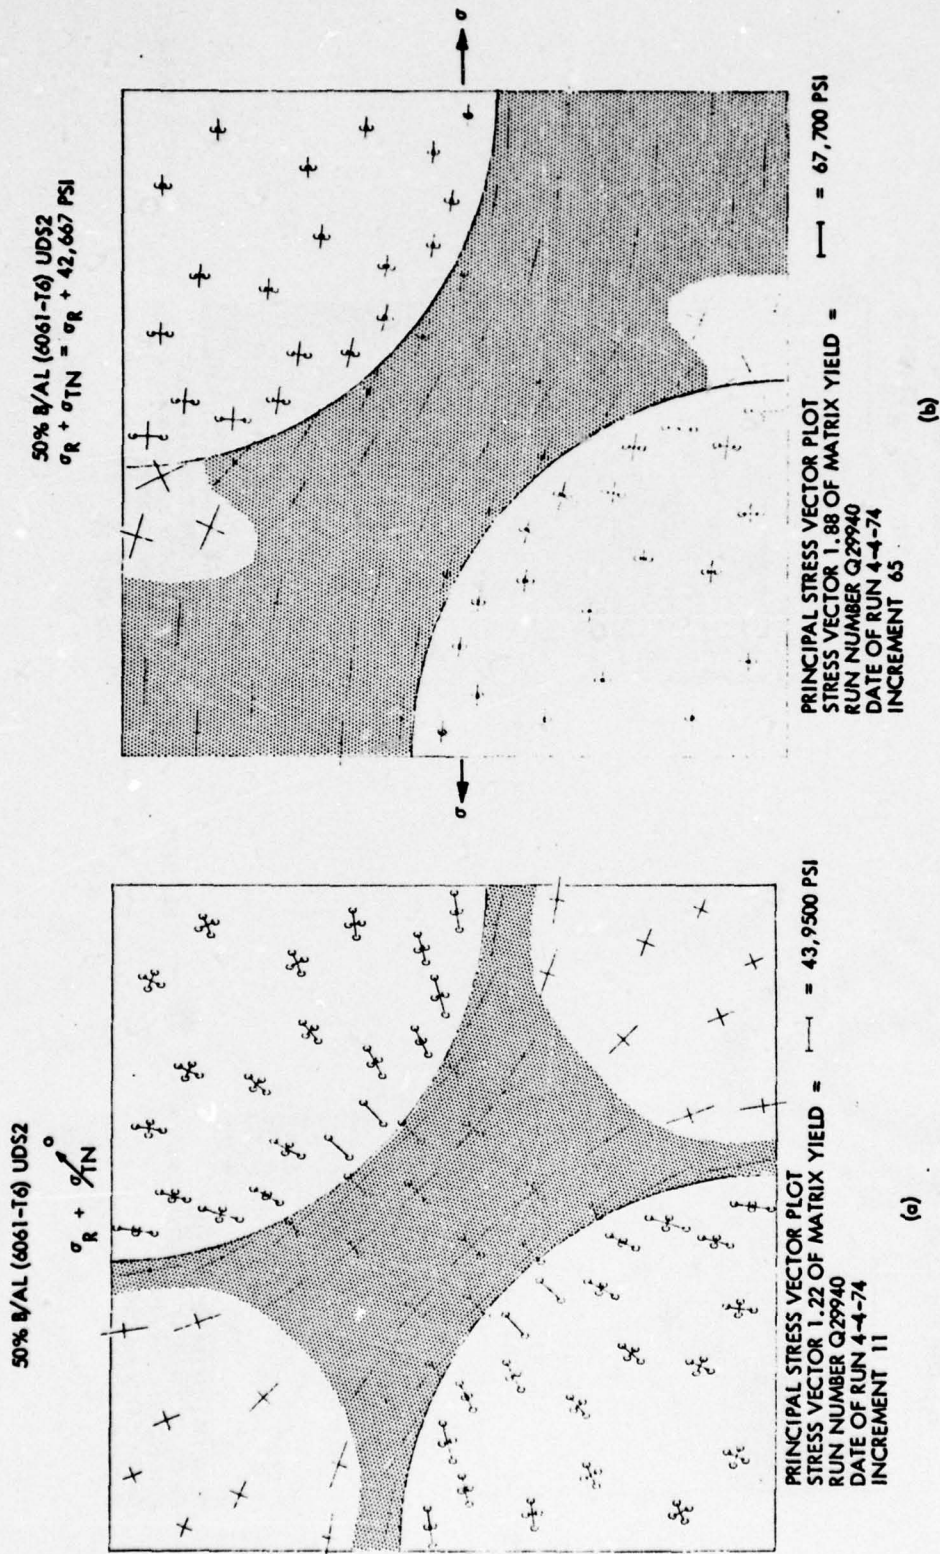 50% B/AL (6061-T6) UDS2
σR + σTN 0
PRINCIPAL STRESS VECTOR PLOT
STRESS VECTOR 1.22 OF MATRIX YIELD = = 43,9500 PSI
RUN NUMBER Q29940
DATE OF RUN 4-4-74
INCREMENT 11
(a)
50% B/AL (6061-T6) UDS2
σR + σTN = σR + 42,667 PSI
σ
σ
PRINCIPAL STRESS VECTOR PLOT
STRESS VECTOR 1.88 OF MATRIX YIELD = = 67,700 PSI
RUN NUMBER Q29940
DATE OF RUN 4-4-74
INCREMENT 65
(b)